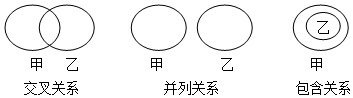 乙
甲 乙 甲 乙 甲
交叉关系 并列关系 包含关系